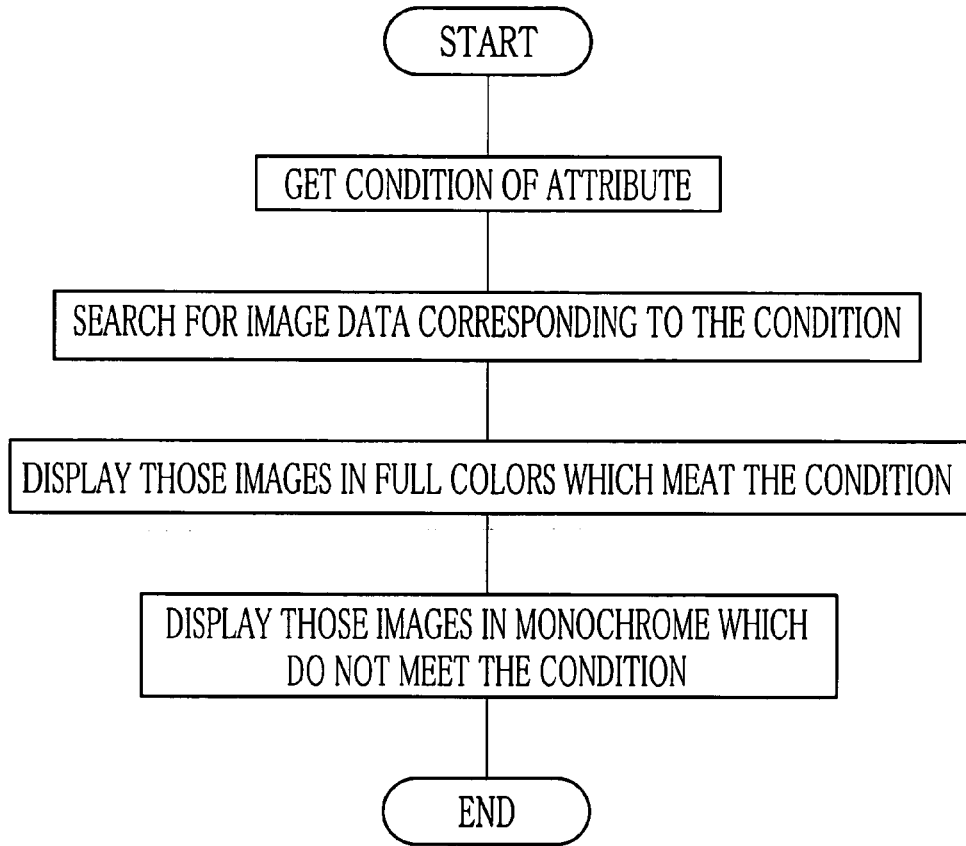 START
GET CONDITION OF ATTRIBUTE
SEARCH FOR IMAGE DATA CORRESPONDING TO THE CONDITION
DISPLAY THOSE IMAGES IN FULL COLORS WHICH MEAT THE CONDITION
DISPLAY THOSE IMAGES IN MONOCHROME WHICH
DO NOT MEET THE CONDITION
END